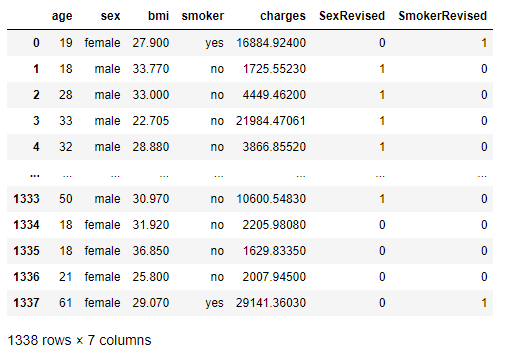 age sex bmi smoker charges SexRevised SmokerRevised
0 19 female 27.900 yes 16884.92400 0 1
1 18 male 33.770 no 1725.55230 1 0
2 28 male 33.000 no 4449.46200 1 0
3 33 male 22.705 no 21984.47061 1 0
4 32 male 28.880 no 3866.85520 1 0
... ... ... ... ... ... ... ...
1333 50 male 30.970 no 10600.54830 1 0
1334 18 female 31.920 no 2205.98080 0 0
1335 18 female 36.850 no 1629.83350 0 0
1336 21 female 25.800 no 2007.94500 0 0
1337 61 female 29.070 yes 29141.36030 0 1
1338 rows × 7 columns